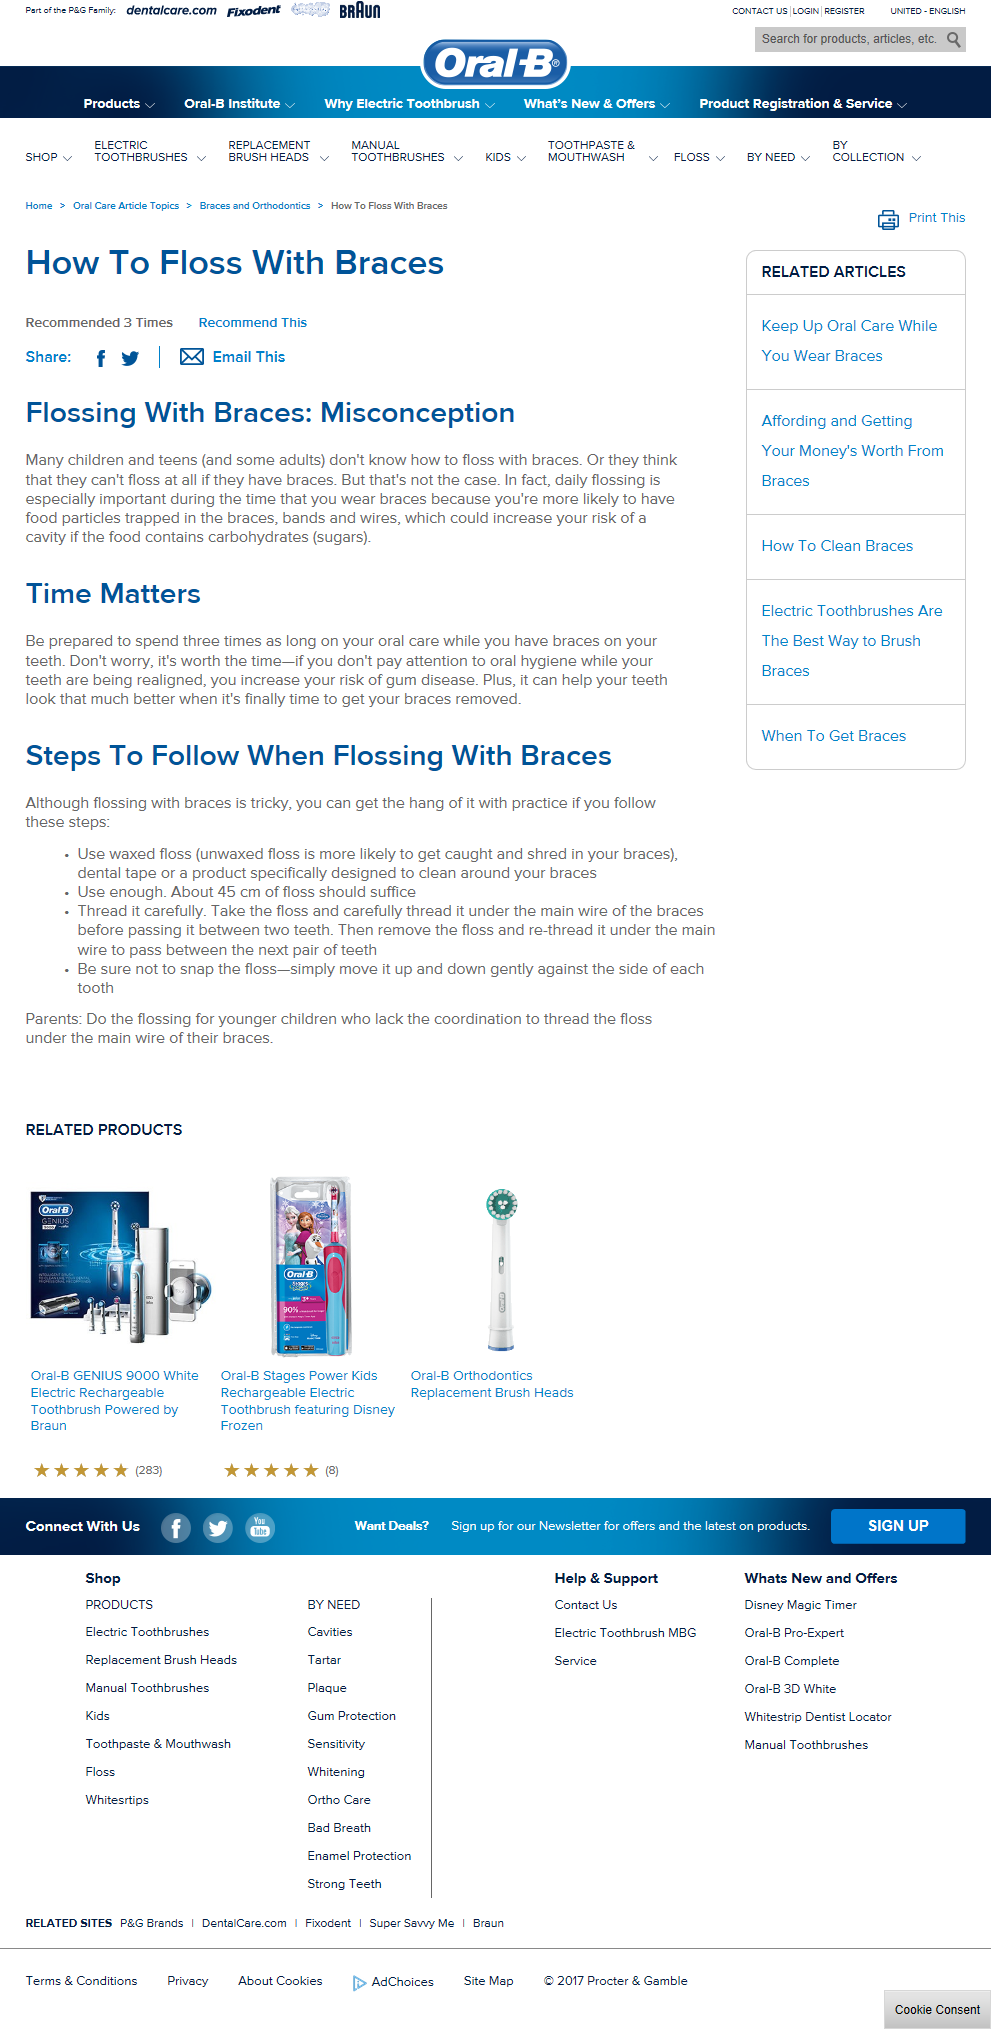 Part of the P&G Family: dentalcare.com Fixodent BRAUN
CONTACT US | LOGIN | REGISTER UNITED - ENGLISH
Search for products, articles, etc.
Oral-B®
Products Oral-B Institute Why Electric Toothbrush What's New & Offers Product Registration & Service
SHOP ELECTRIC TOOTHBRUSHES REPLACEMENT BRUSH HEADS MANUAL TOOTHBRUSHES KIDS TOOTHPASTE & MOUTHWASH FLOSS BY NEED BY COLLECTION
Home > Oral Care Article Topics > Braces and Orthodontics > How To Floss With Braces
Print This
How To Floss With Braces
Recommended 3 Times Recommend This
Share: Email This
Flossing With Braces: Misconception
Many children and teens (and some adults) don't know how to floss with braces. Or they think
that they can't floss at all if they have braces. But that's not the case. In fact, daily flossing is
especially important during the time that you wear braces because you're more likely to have
food particles trapped in the braces, bands and wires, which could increase your risk of a
cavity if the food contains carbohydrates (sugars).
Time Matters
Be prepared to spend three times as long on your oral care while you have braces on your
teeth. Don't worry, it's worth the time—if you don't pay attention to oral hygiene while your
teeth are being realigned, you increase your risk of gum disease. Plus, it can help your teeth
look that much better when it's finally time to get your braces removed.
Steps To Follow When Flossing With Braces
Although flossing with braces is tricky, you can get the hang of it with practice if you follow
these steps:
• Use waxed floss (unwaxed floss is more likely to get caught and shred in your braces),
dental tape or a product specifically designed to clean around your braces
• Use enough. About 45 cm of floss should suffice
• Thread it carefully. Take the floss and carefully thread it under the main wire of the braces
before passing it between two teeth. Then remove the floss and re-thread it under the main
wire to pass between the next pair of teeth
• Be sure not to snap the floss—simply move it up and down gently against the side of each
tooth
Parents: Do the flossing for younger children who lack the coordination to thread the floss
under the main wire of their braces.
RELATED ARTICLES
Keep Up Oral Care While
You Wear Braces
Affording and Getting
Your Money's Worth From
Braces
How To Clean Braces
Electric Toothbrushes Are
The Best Way to Brush
Braces
When To Get Braces
RELATED PRODUCTS
Oral-B
GENIUS
Oral-B
STAGES
90%
Oral-B GENIUS 9000 White
Electric Rechargeable
Toothbrush Powered by
Braun
(283)
Oral-B Stages Power Kids
Rechargeable Electric
Toothbrush featuring Disney
Frozen
(8)
Oral-B Orthodontics
Replacement Brush Heads
Connect With Us You Tube Want Deals? Sign up for our Newsletter for offers and the latest on products. SIGN UP
Shop
PRODUCTS
Electric Toothbrushes
Replacement Brush Heads
Manual Toothbrushes
Kids
Toothpaste & Mouthwash
Floss
Whitesrtips
BY NEED
Cavities
Tartar
Plaque
Gum Protection
Sensitivity
Whitening
Ortho Care
Bad Breath
Enamel Protection
Strong Teeth
Help & Support
Contact Us
Electric Toothbrush MBG
Service
Whats New and Offers
Disney Magic Timer
Oral-B Pro-Expert
Oral-B Complete
Oral-B 3D White
Whitestrip Dentist Locator
Manual Toothbrushes
RELATED SITES P&G Brands | DentalCare.com | Fixodent | Super Savvy Me | Braun
Terms & Conditions Privacy About Cookies AdChoices Site Map © 2017 Procter & Gamble
Cookie Consent